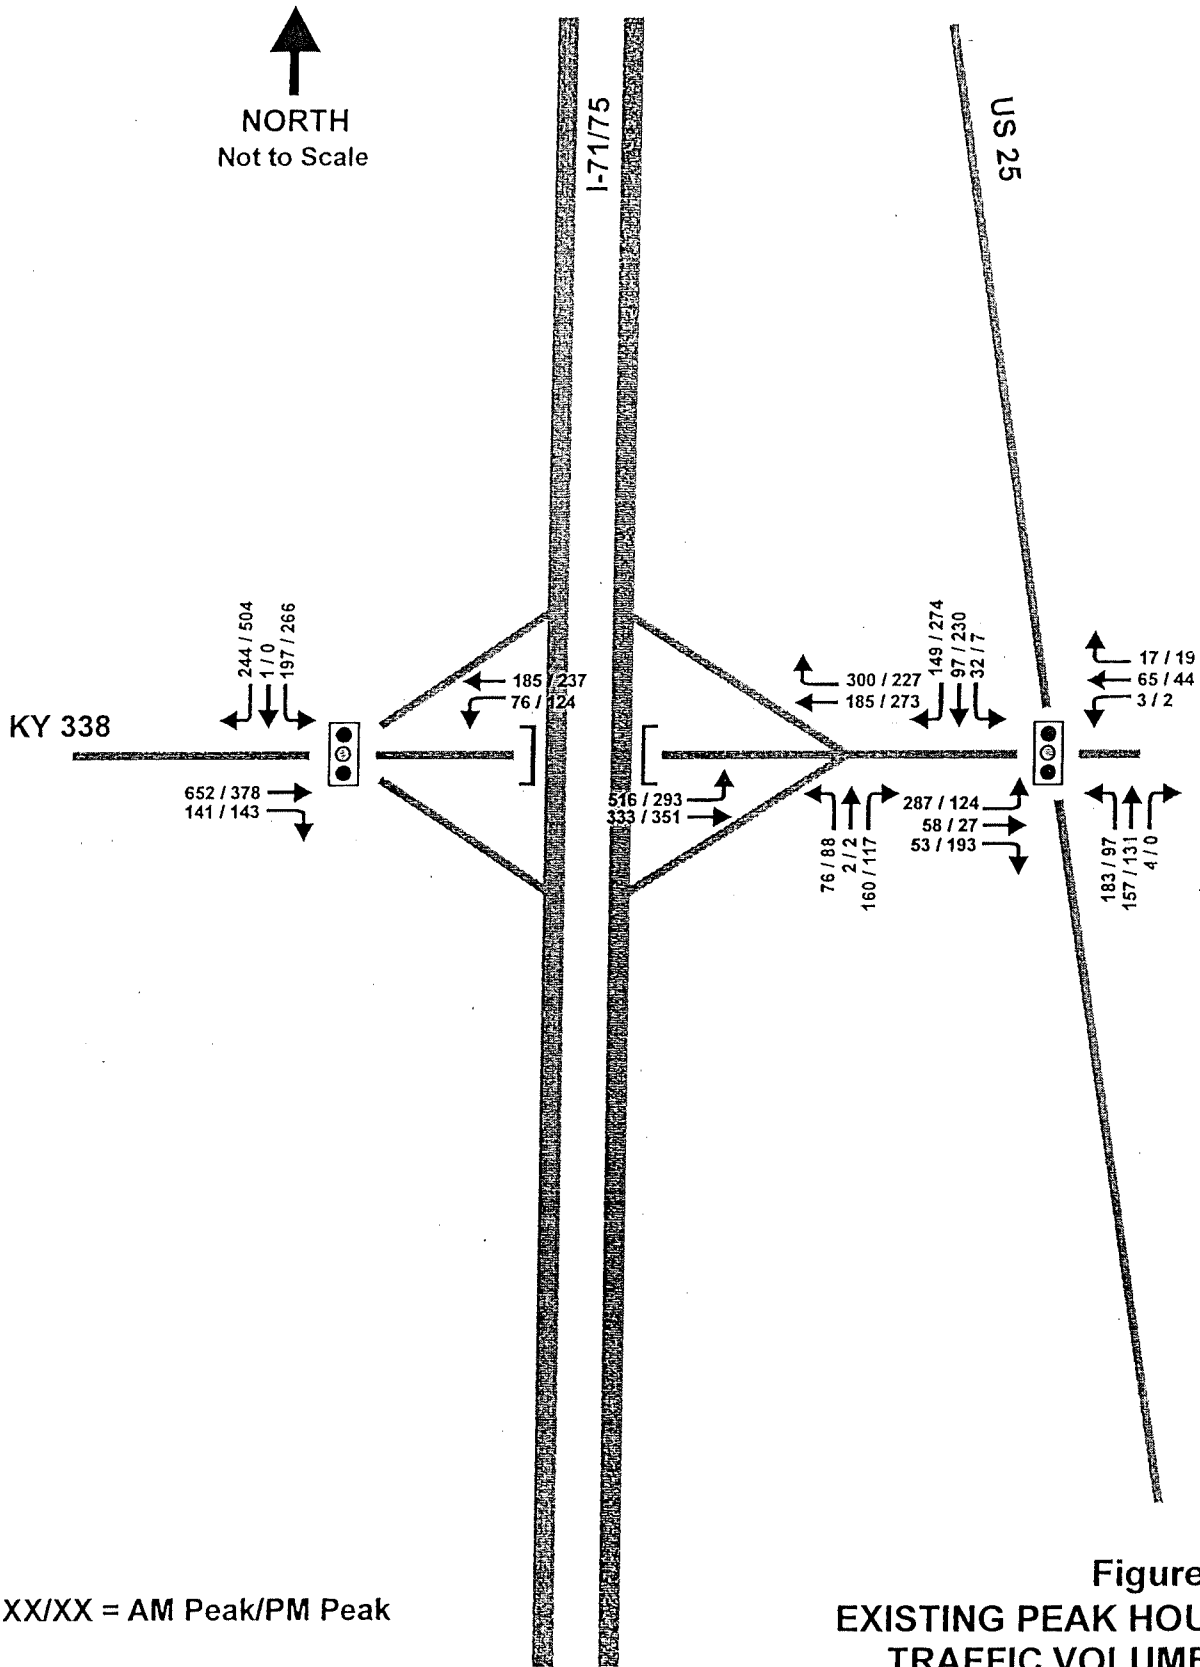 NORTH
Not to Scale
I-71/75
US 25
KY 338
244 / 504
1 / 0
197 / 266
185 / 237
76 / 124
652 / 378
141 / 143
300 / 227
185 / 273
516 / 293
333 / 351
76 / 88
2 / 2
160 / 117
149 / 274
97 / 230
32 / 7
17 / 19
65 / 44
3 / 2
287 / 124
58 / 27
53 / 193
183 / 97
157 / 131
4 / 0
XX/XX = AM Peak/PM Peak
Figure
EXISTING PEAK HOU
TRAFFIC VOLUME